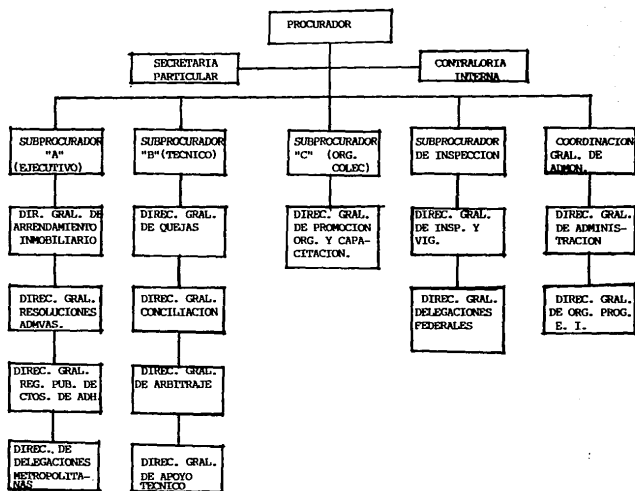 PROCURADOR
SECRETARIA
PARTICULAR
CONTRALORIA
INTERNA
SUBPROCURADOR
"A"
(EJECUTIVO)
SUBPROCURADOR
"B"(TECNICO)
SUBPROCURADOR
"C" (ORG.
COLEC)
SUBPROCURADOR
DE INSPECCION
COORDINACION
GRAL. DE
ADMON.
DIR. GRAL. DE
ARRENDAMIENTO
INMOBILIARIO
DIREC. GRAL.
DE QUEJAS
DIREC. GRAL.
DE PROMOCION
ORG. Y CAPA-
CITACION.
DIREC. GRAL.
DE INSP. Y
VIG.
DIREC. GRAL.
DE ADMINIS-
TRACION
DIREC. GRAL.
RESOLUCIONES
ADMVAS.
DIREC. GRAL.
CONCILIACION
DIREC. GRAL.
DELEGACIONES
FEDERALES
DIREC. GRAL.
DE ORG. PROG.
E. I.
DIREC. GRAL.
REG. PUB. DE
CTOS. DE ADH.
DIREC. GRAL.
DE ARBITRAJE
DIREC. DE
DELEGACIONES
METROPOLITA-
NAS
DIREC. GRAL.
DE APOYO
TECNICO